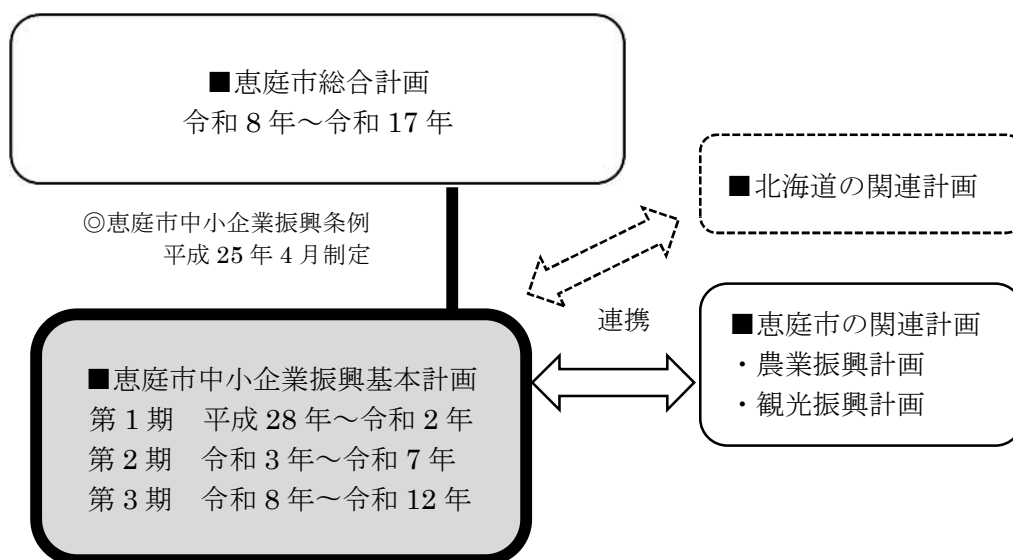 ■恵庭市総合計画
令和 8 年～令和 17 年
◎恵庭市中小企業振興条例
平成 25 年 4 月制定
■北海道の関連計画
連携
■恵庭市の関連計画
・農業振興計画
・観光振興計画
■恵庭市中小企業振興基本計画
第 1 期　平成 28 年～令和 2 年
第 2 期　令和 3 年～令和 7 年
第 3 期　令和 8 年～令和 12 年